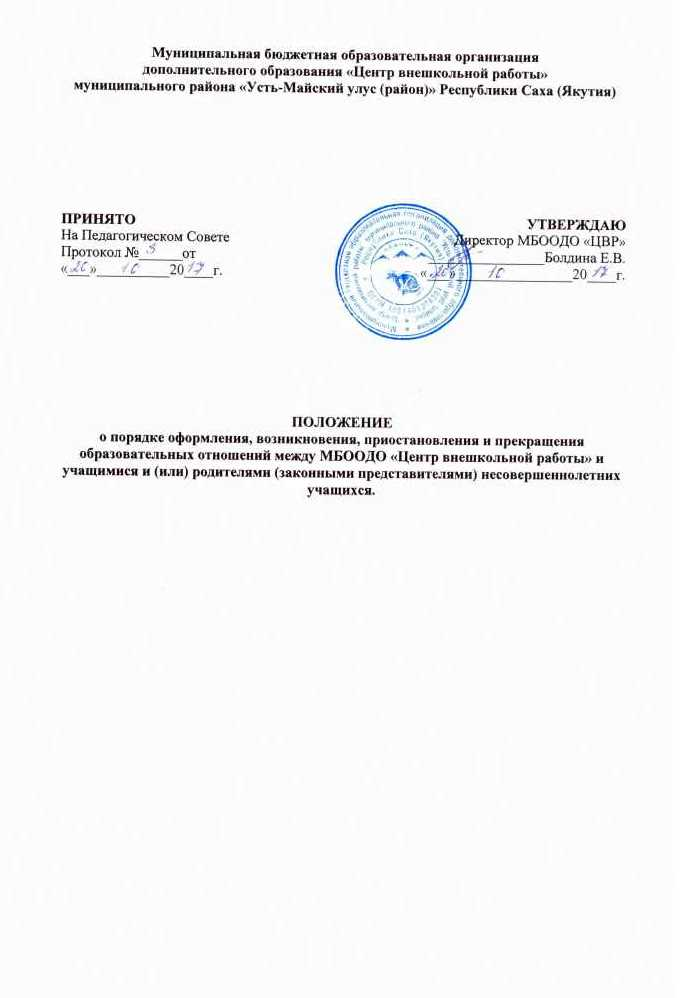 Муниципальная бюджетная образовательная организация
дополнительного образования «Центр внешкольной работы»
муниципального района «Усть-Майский улус (район)» Республики Саха (Якутия)
ПРИНЯТО
На Педагогическом Совете
Протокол № 3 от
«26» 10 2017 г.
УТВЕРЖДАЮ
Директор МБООДО «ЦВР»
Болдина Е.В.
«26» 10 2017 г.
ПОЛОЖЕНИЕ
о порядке оформления, возникновения, приостановления и прекращения
образовательных отношений между МБООДО «Центр внешкольной работы» и
учащимися и (или) родителями (законными представителями) несовершеннолетних
учащихся.